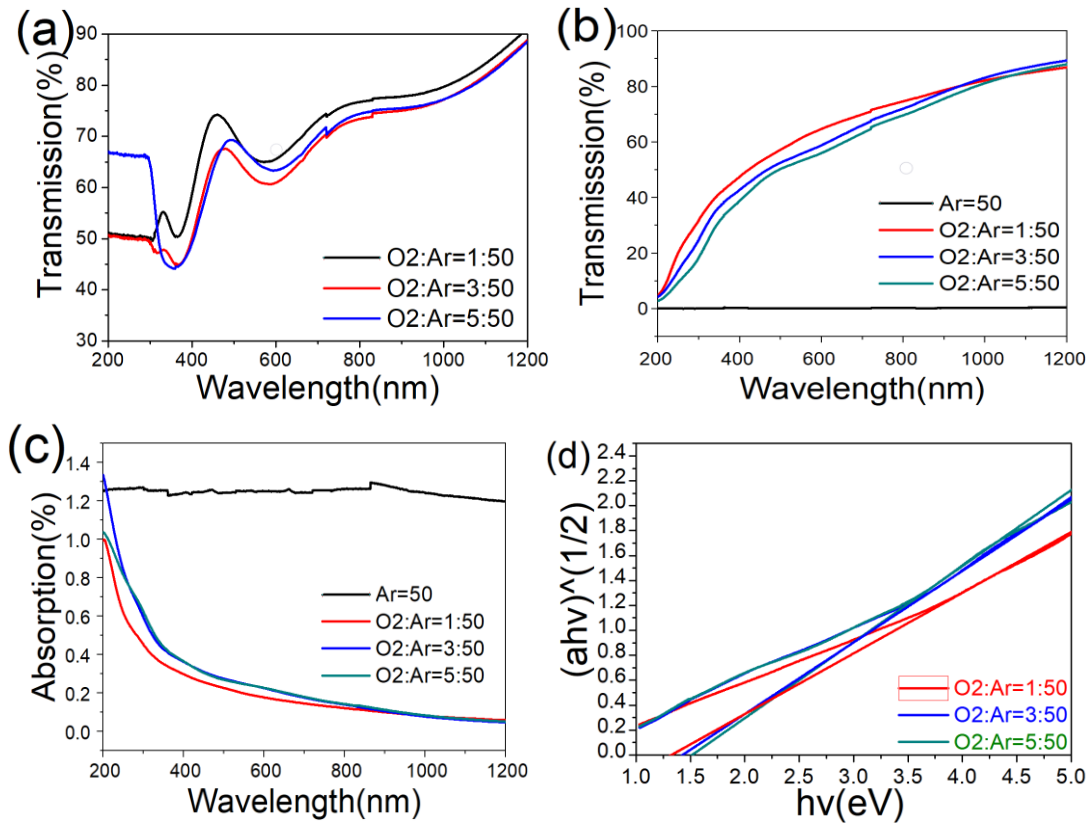 (a)
Transmission(%)
90
80
70
60
50
40
30
O2:Ar=1:50
O2:Ar=3:50
O2:Ar=5:50
200 400 600 800 1000 1200
Wavelength(nm)
(b)
Transmisssion(%)
100
80
60
40
20
0
Ar=50
O2:Ar=1:50
O2:Ar=3:50
O2:Ar=5:50
200 400 600 800 1000 1200
Wavelength(nm)
(c)
Absorption(%)
1.4
1.2
1.0
0.8
0.6
0.4
0.2
0.0
Ar=50
O2:Ar=1:50
O2:Ar=3:50
O2:Ar=5:50
200 400 600 800 1000 1200
Wavelength(nm)
(d)
(ahv)^(1/2)
2.4
2.2
2.0
1.8
1.6
1.4
1.2
1.0
0.8
0.6
0.4
0.2
0.0
O2:Ar=1:50
O2:Ar=3:50
O2:Ar=5:50
1.0 1.5 2.0 2.5 3.0 3.5 4.0 4.5 5.0
hv(eV)